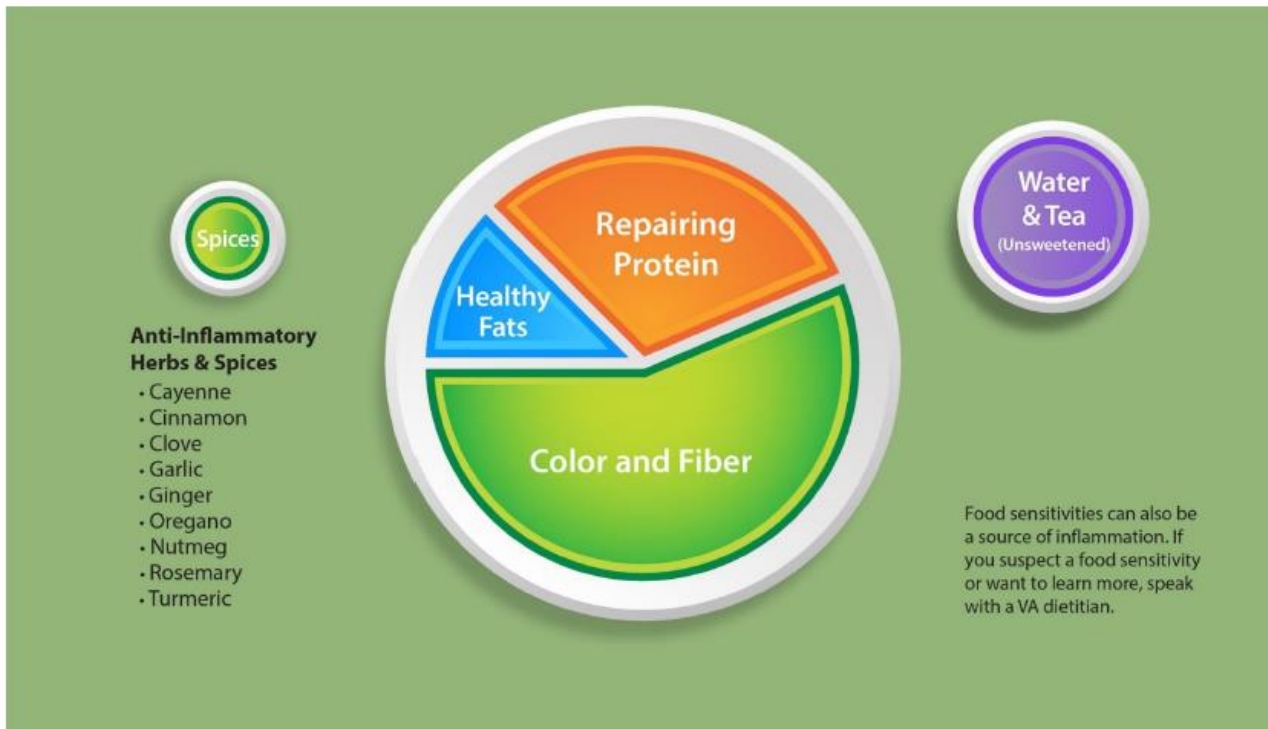 Spices
Anti-Inflammatory
Herbs & Spices
• Cayenne
• Cinnamon
• Clove
• Garlic
• Ginger
• Oregano
• Nutmeg
• Rosemary
• Turmeric
Repairing
Protein
Healthy
Fats
Color and Fiber
Water
& Tea
(Unsweetened)
Food sensitivities can also be
a source of inflammation. If
you suspect a food sensitivity
or want to learn more, speak
with a VA dietitian.